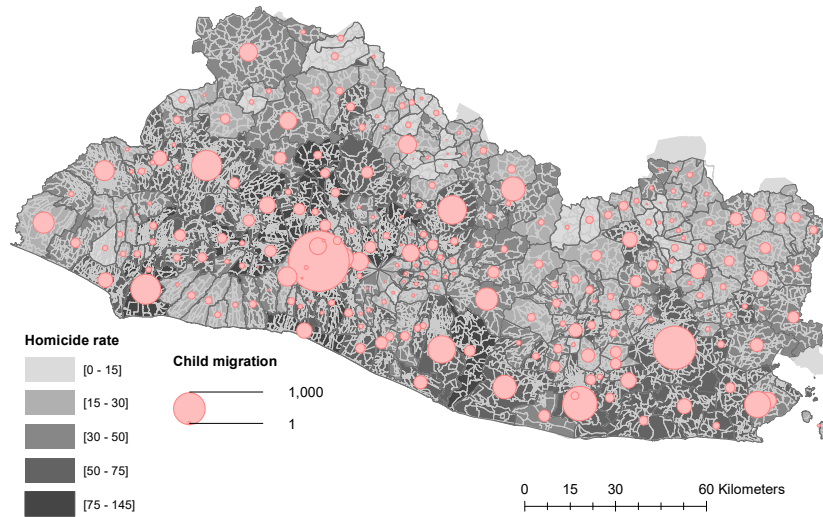 Homicide rate
[0 - 15]
[15 - 30]
[30 - 50]
[50 - 75]
[75 - 145]
Child migration
1,000
1
0 15 30 60 Kilometers